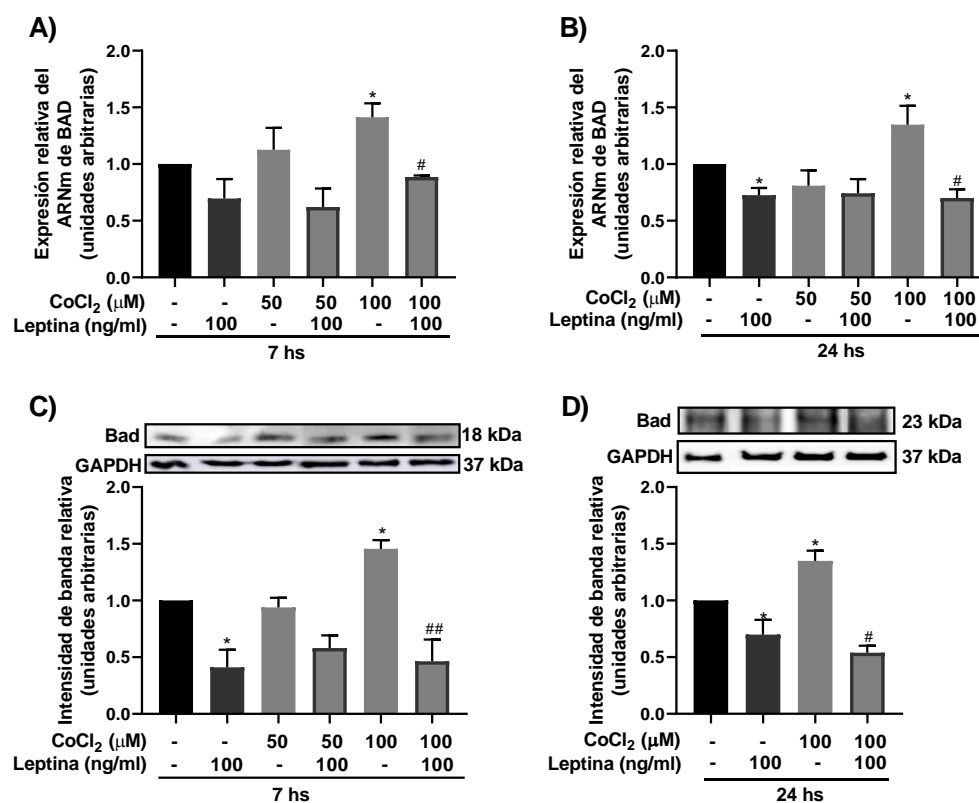 A)
Expresión relativa del
ARNm de BAD
(unidades arbitrarias)
2.0
1.5
1.0
0.5
0.0
*
#
CoCl2 (µM) - - 50 50 100 100
Leptina (ng/ml) - 100 - 100 - 100
7 hs
B)
Expresión relativa del
ARNm de BAD
(unidades arbitrarias)
2.0
1.5
1.0
0.5
0.0
*
*
#
CoCl2 (µM) - - 50 50 100 100
Leptina (ng/ml) - 100 - 100 - 100
24 hs
C)
Bad 18 kDa
GAPDH 37 kDa
Intensidad de banda relativa
(unidades arbitrarias)
2.0
1.5
1.0
0.5
0.0
*
*
##
CoCl2 (µM) - - 50 50 100 100
Leptina (ng/ml) - 100 - 100 - 100
7 hs
D)
Bad 23 kDa
GAPDH 37 kDa
Intensidad de banda relativa
(unidades arbitrarias)
2.0
1.5
1.0
0.5
0.0
*
*
#
CoCl2 (µM) - - 100 100
Leptina (ng/ml) - 100 - 100
24 hs